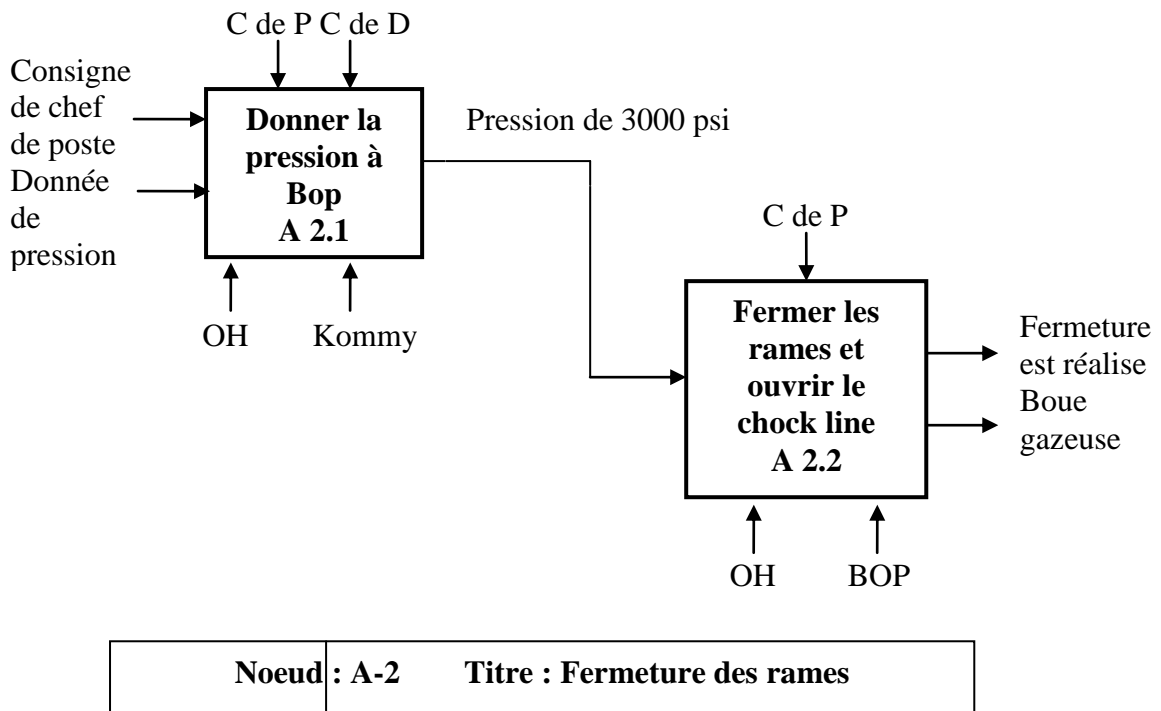 C de P C de D
Consigne
de chef
de poste
Donnée
de
pression
Donner la
pression à
Bop
A 2.1
Pression de 3000 psi
OH Kommy
C de P
Fermer les
rames et
ouvrir le
chock line
A 2.2
Fermeture
est réalise
Boue
gazeuse
OH BOP
Noeud : A-2 Titre : Fermeture des rames